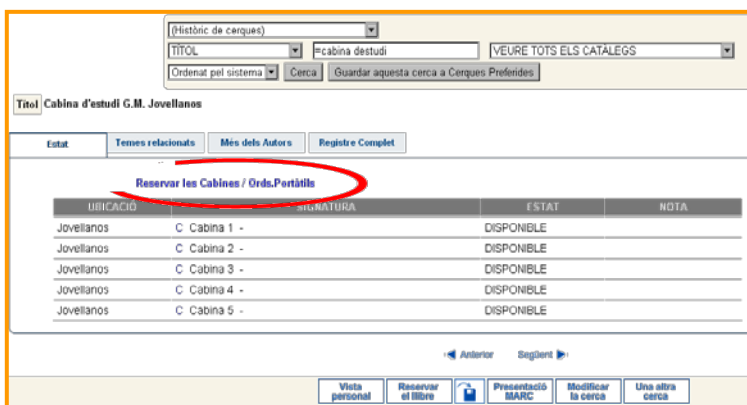 (Històric de cerques)
TÍTOL =cabina destudi VEURE TOTS ELS CATÀLEGS
Ordenat pel sistema Cerca Guardar aquesta cerca a Cerques Preferides
Títol Cabina d'estudi G.M. Jovellanos
Estat Temes relacionats Més dels Autors Registre Complet
Reservar les Cabines / Ords.Portàtils
UBICACIÓ SIGNATURA ESTAT NOTA
Jovellanos C Cabina 1 - DISPONIBLE
Jovellanos C Cabina 2 - DISPONIBLE
Jovellanos C Cabina 3 - DISPONIBLE
Jovellanos C Cabina 4 - DISPONIBLE
Jovellanos C Cabina 5 - DISPONIBLE
Anterior Següent
Vista personal Reservar el llibre Presentació MARC Modificar la cerca Una altra cerca